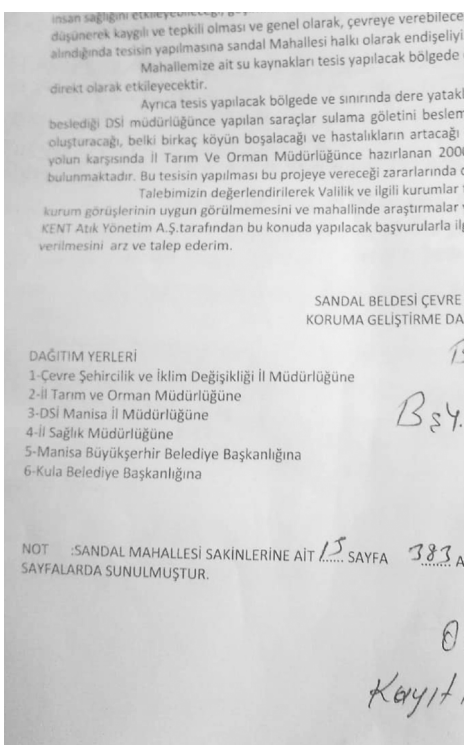 insan sağlığını etkileyebileceği,
düşünerek kaygılı ve tepkili olması ve genel olarak, çevreye verebilece
alındığında tesisin yapılmasına sandal Mahallesi halkı olarak endişeliyi
Mahallemize ait su kaynakları tesis yapılacak bölgede
direkt olarak etkileyecektir.
Ayrıca tesis yapılacak bölgede ve sınırında dere yatakl
beslediği DSİ müdürlüğünce yapılan saraçlar sulama göletini beslem
oluşturacağı, belki birkaç köyün boşalacağı ve hastalıkların artacağı
yolun karşısında İl Tarım Ve Orman Müdürlüğünce hazırlanan 2000
bulunmaktadır. Bu tesisin yapılması bu projeye vereceği zararlarında
Talebimizin değerlendirilerek Valilik ve ilgili kurumlar
kurum görüşlerinin uygun görülmemesini ve mahallinde araştırmalar
KENT Atık Yönetim A.Ş.tarafından bu konuda yapılacak başvurularla ilg
verilmesini arz ve talep ederim.
SANDAL BELDESİ ÇEVRE
KORUMA GELİŞTİRME DA
DAĞITIM YERLERİ
1-Çevre Şehircilik ve İklim Değişikliği İl Müdürlüğüne
2-İl Tarım ve Orman Müdürlüğüne
3-DSİ Manisa İl Müdürlüğüne
4-İl Sağlık Müdürlüğüne
5-Manisa Büyükşerhir Belediye Başkanlığına
6-Kula Belediye Başkanlığına
NOT :SANDAL MAHALLESİ SAKİNLERİNE AİT 15 SAYFA 383 A
SAYFALARDA SUNULMUŞTUR.
Kayıt